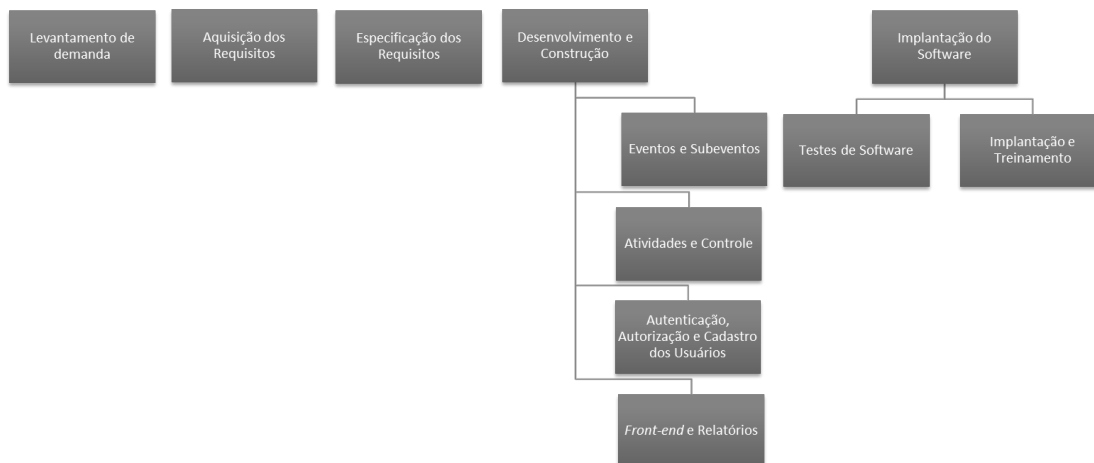 Levantamento de
demanda
Aquisição dos
Requisitos
Especificação dos
Requisitos
Desenvolvimento e
Construção
Implantação do
Software
Eventos e Subeventos
Testes de Software
Implantação e
Treinamento
Atividades e Controle
Autenticação,
Autorização e Cadastro
dos Usuários
Front-end e Relatórios